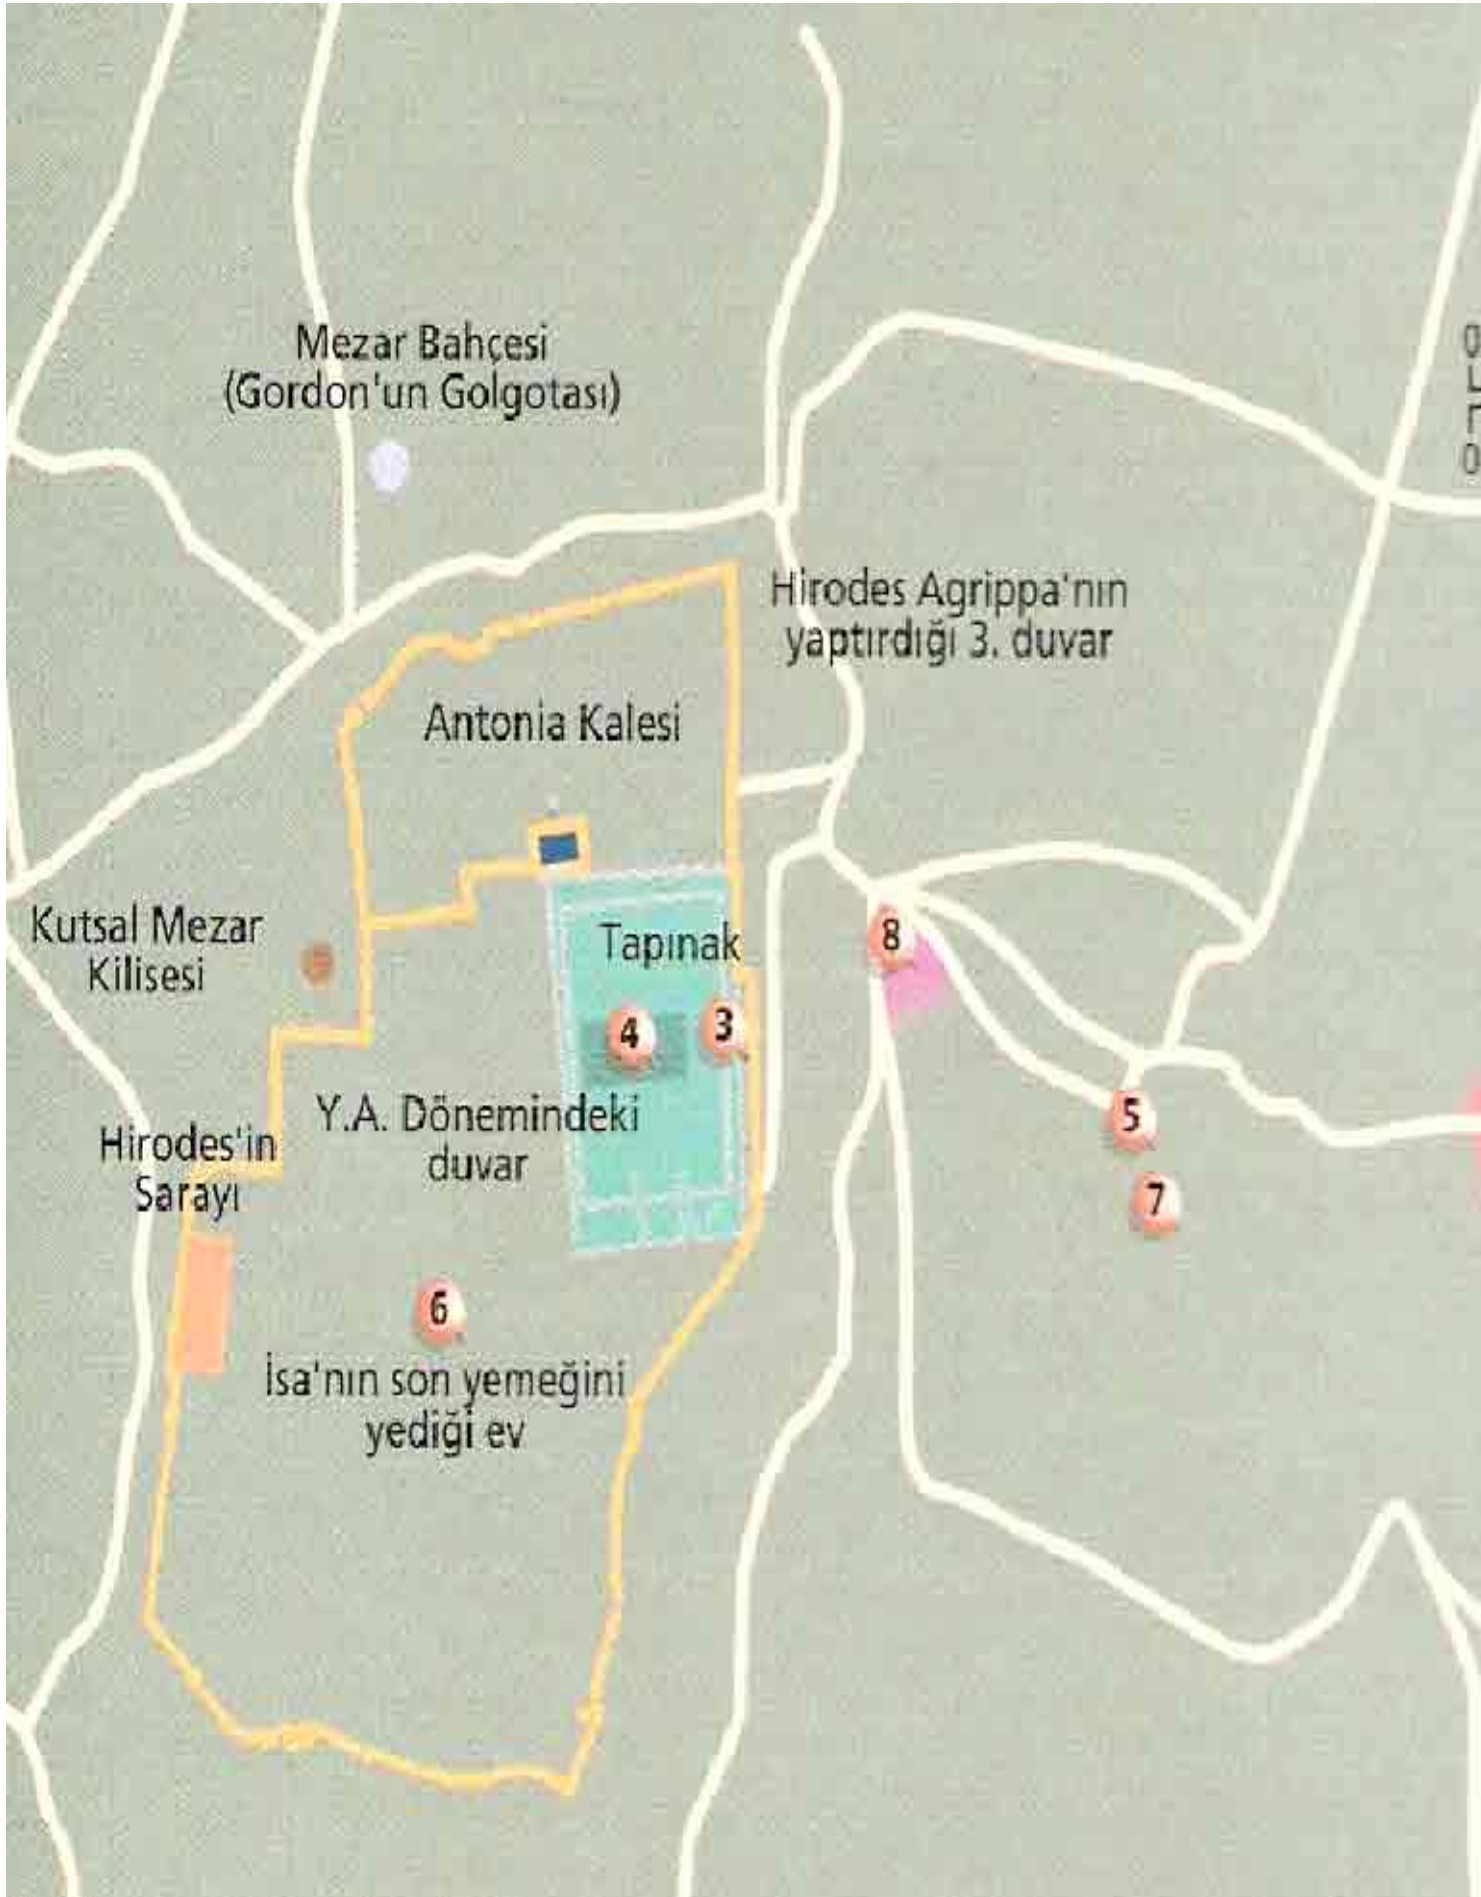 Mezar Bahçesi
(Gordon'un Golgotası)
Hirodes Agrippa'nın
yaptırdığı 3. duvar
Antonia Kalesi
Kutsal Mezar
Kilisesi
Tapınak
8
4
3
Y.A. Dönemindeki
duvar
Hirodes'in
Sarayı
5
7
6
İsa'nın son yemeğini
yediği ev